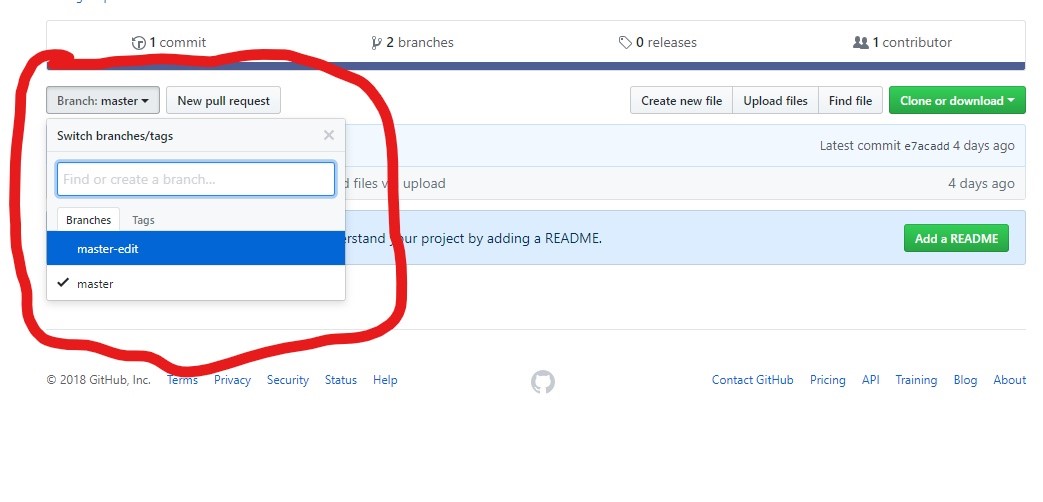 1 commit 2 branches 0 releases 1 contributor
Branch: master New pull request Create new file Upload files Find file Clone or download
Switch branches/tags
Latest commit e7acadd 4 days ago
Find or create a branch...
files upload 4 days ago
Branches Tags
your project by adding a README. Add a README
master-edit
master
© 2018 GitHub, Inc. Terms Privacy Security Status Help Contact GitHub Pricing API Training Blog About